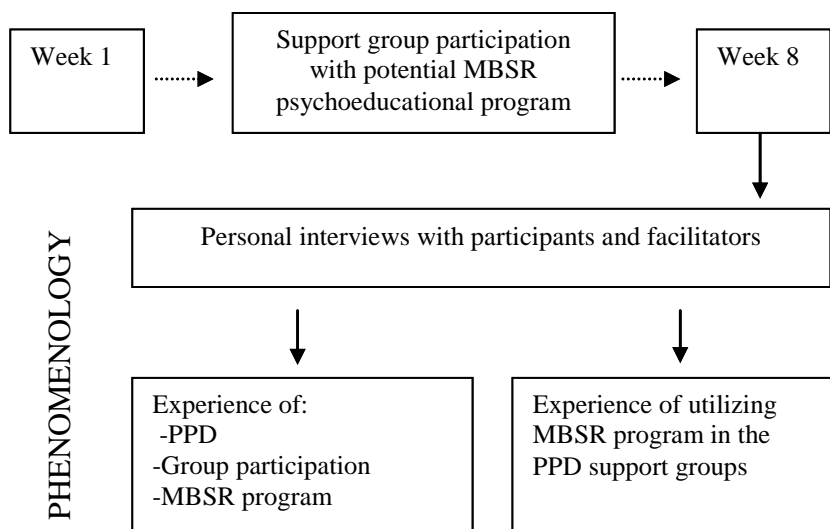 Week 1
Support group participation
with potential MBSR
psychoeducational program
Week 8
PHENOMENOLOGY
Personal interviews with participants and facilitators
Experience of:
-PPD
-Group participation
-MBSR program
Experience of utilizing
MBSR program in the
PPD support groups